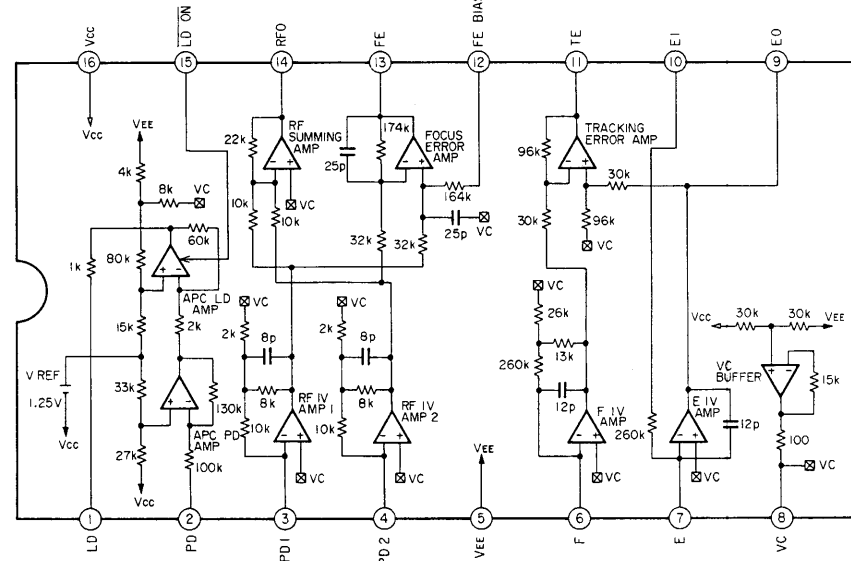 Vcc
LD ON
RFO
FE
FE BIAS
TE
EI
EO
16
15
14
13
12
11
10
9
VEE
Vcc
4k
8k
VC
22k
RF SUMMING AMP
VC
10k
10k
174k
25p
FOCUS ERROR AMP
164k
25p
VC
32k
32k
96k
TRACKING ERROR AMP
30k
30k
96k
VC
60k
1k
80k
APC LD AMP
15k
2k
V REF
1.25V
Vcc
33k
130k
27k
APC PD AMP
100k
Vcc
VC
2k
8p
8k
10k
RF IV AMP 1
VC
VC
2k
8p
8k
10k
RF IV AMP 2
VC
VEE
VC
26k
13k
260k
12p
F IV AMP
VC
260k
E IV AMP
12p
VC
Vcc
30k
30k
VEE
VC BUFFER
15k
100
VC
1
2
3
4
5
6
7
8
LD
PD
PD1
PD2
VEE
F
E
VC